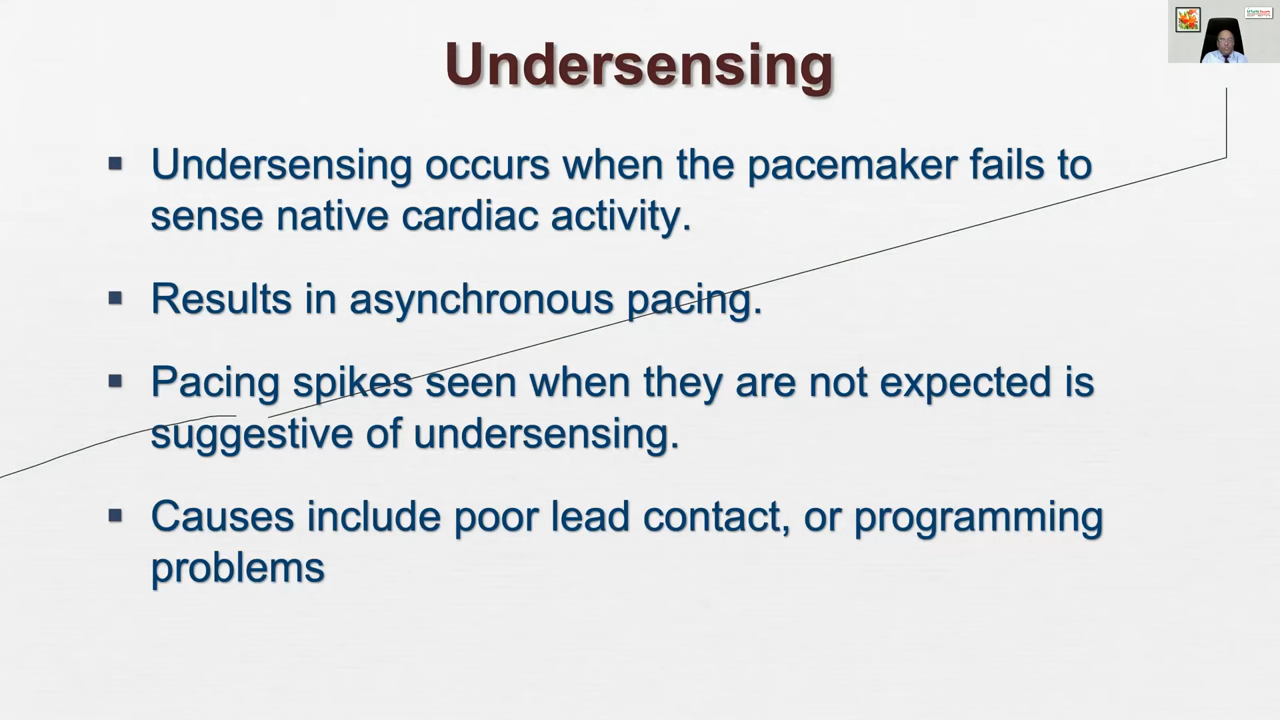 Undersensing
▪ Undersensing occurs when the pacemaker fails to
sense native cardiac activity.
▪ Results in asynchronous pacing.
▪ Pacing spikes seen when they are not expected is
suggestive of undersensing.
▪ Causes include poor lead contact, or programming
problems